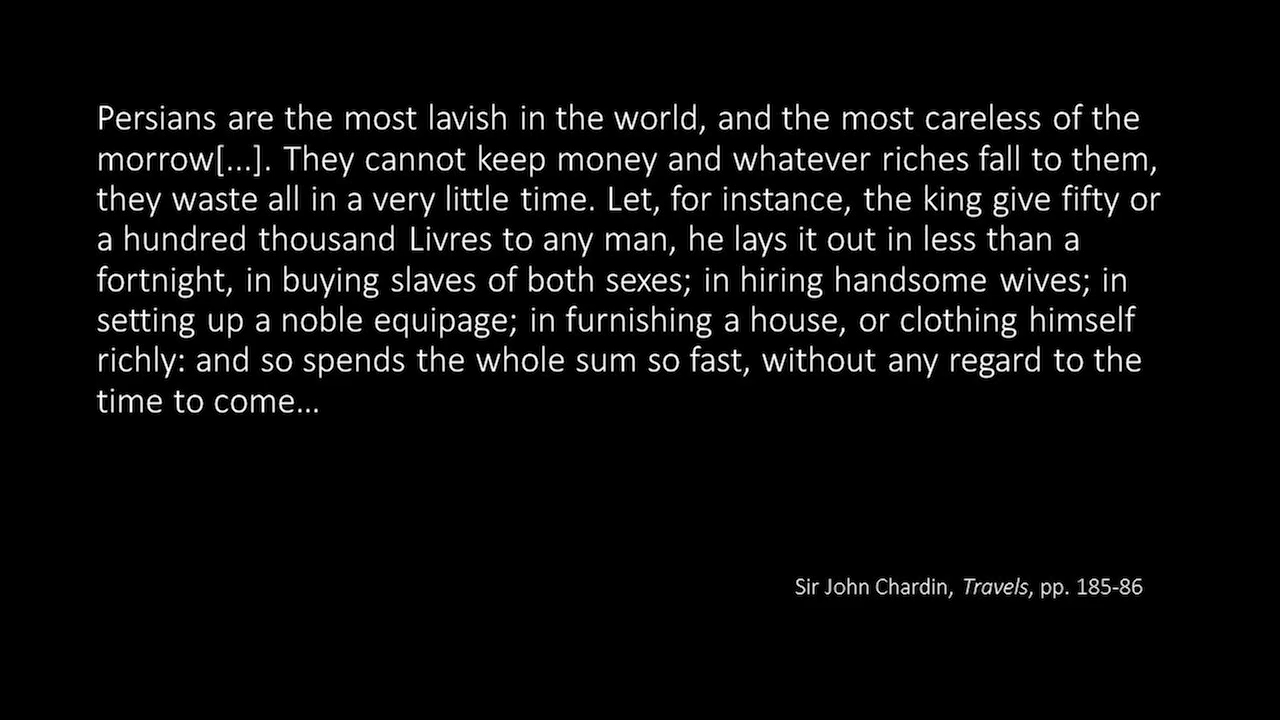 Persians are the most lavish in the world, and the most careless of the
morrow[...]. They cannot keep money and whatever riches fall to them,
they waste all in a very little time. Let, for instance, the king give fifty or
a hundred thousand Livres to any man, he lays it out in less than a
fortnight, in buying slaves of both sexes; in hiring handsome wives; in
setting up a noble equipage; in furnishing a house, or clothing himself
richly: and so spends the whole sum so fast, without any regard to the
time to come...
Sir John Chardin, Travels, pp. 185-86